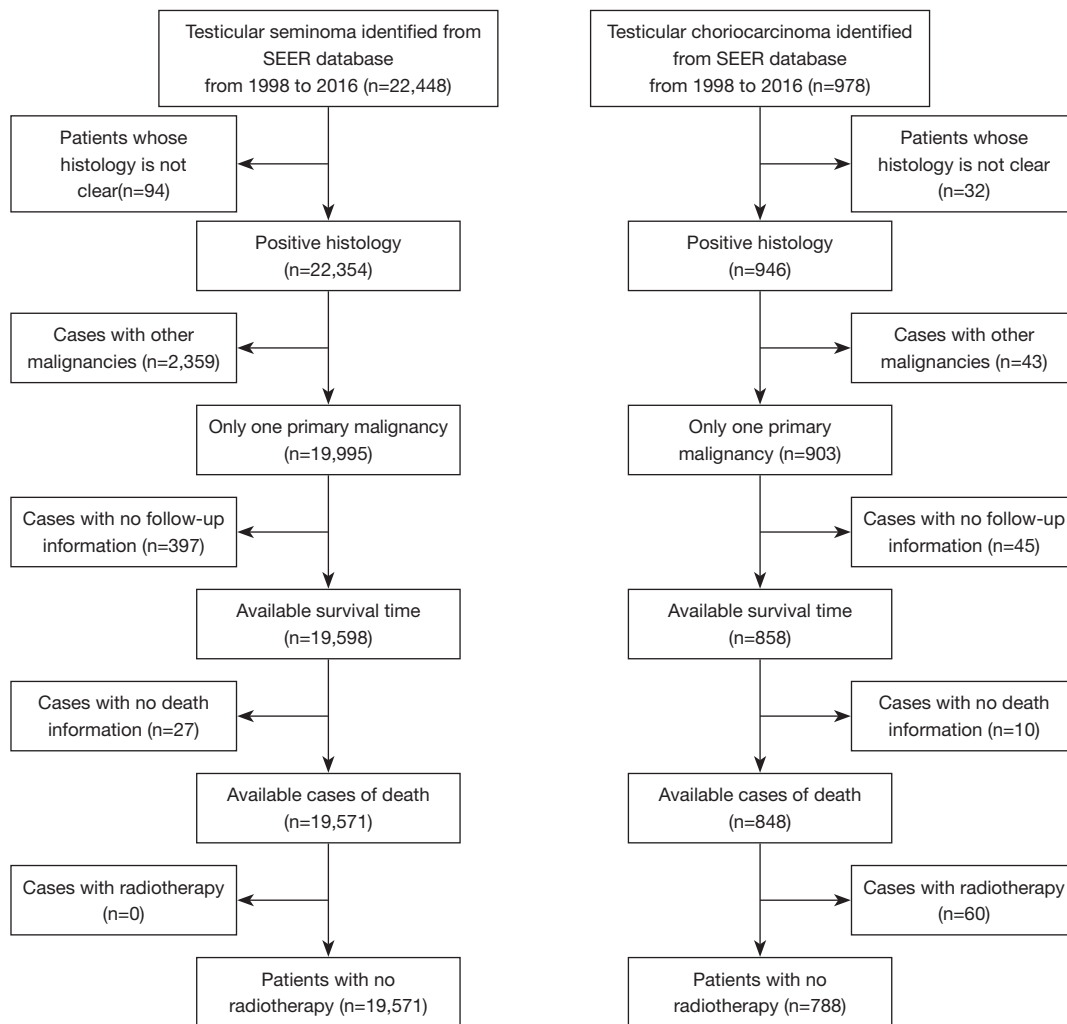 Testicular seminoma identified from
SEER database
from 1998 to 2016 (n=22,448)
Patients whose
histology is not
clear(n=94)
Positive histology
(n=22,354)
Cases with other
malignancies (n=2,359)
Only one primary malignancy
(n=19,995)
Cases with no follow-up
information (n=397)
Available survival time
(n=19,598)
Cases with no death
information (n=27)
Available cases of death
(n=19,571)
Cases with radiotherapy
(n=0)
Patients with no
radiotherapy (n=19,571)
Testicular choriocarcinoma identified
from SEER database
from 1998 to 2016 (n=978)
Patients whose
histology is not clear
(n=32)
Positive histology
(n=946)
Cases with other
malignancies (n=43)
Only one primary
malignancy (n=903)
Cases with no follow-up
information (n=45)
Available survival time
(n=858)
Cases with no death
information (n=10)
Available cases of death
(n=848)
Cases with radiotherapy
(n=60)
Patients with no
radiotherapy (n=788)